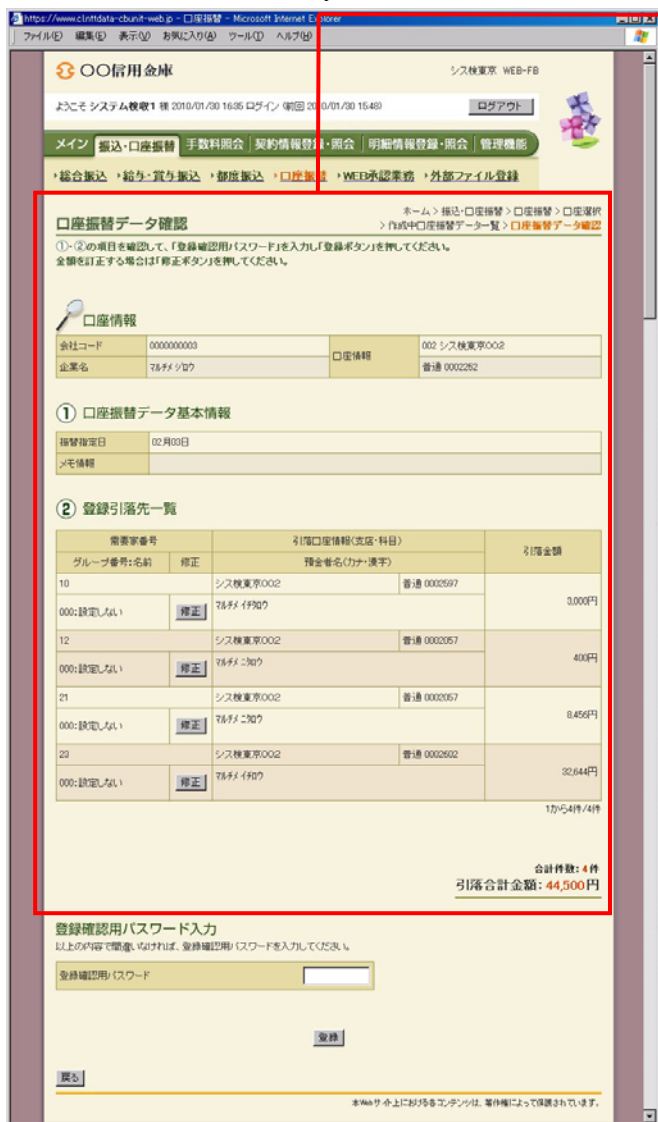 https://www.clnttdata-cbunit-web.jp - 口座振替 - Microsoft Internet Explorer
ファイル(F) 編集(E) 表示(V) お気に入り(A) ツール(T) ヘルプ(H)
〇〇信用金庫
シス検東京 WEB-FB
ようこそ システム検収1 様 2010/01/30 16:35 ログイン (前回 2010/01/30 15:48)
ログアウト
メイン 振込・口座振替 手数料照会 契約情報登録・照会 明細情報登録・照会 管理機能
総合振込 給与・賞与振込 都度振込 口座振替 WEB承認業務 外部ファイル登録
ホーム > 振込・口座振替 > 口座振替 > 口座選択
> 作成中口座振替データ一覧 > 口座振替データ確認
口座振替データ確認
①-②の項目を確認して、「登録確認用パスワード」を入力し「登録ボタン」を押してください。
金額を訂正する場合は「修正ボタン」を押してください。
口座情報
会社コード 0000000003 口座情報 002 シス検東京002
企業名 マルチメ ジロウ 普通 0002262
① 口座振替データ基本情報
振替指定日 02月03日
メモ情報
② 登録引落先一覧
需要家番号 引落口座情報(支店・科目) 引落金額
グループ番号:名前 修正 預金者名(カナ・漢字)
10 シス検東京002 普通 0002597 3,000円
000:設定しない 修正 マルチメ イチロウ
12 シス検東京002 普通 0002057 400円
000:設定しない 修正 マルチメ ニロウ
21 シス検東京002 普通 0002057 8,456円
000:設定しない 修正 マルチメ ニロウ
23 シス検東京002 普通 0002602 32,644円
000:設定しない 修正 マルチメ イチロウ
1から4件/4件
合計件数: 4件
引落合計金額: 44,500円
登録確認用パスワード入力
以上の内容で間違いなければ、登録確認用パスワードを入力してください。
登録確認用パスワード
登録
戻る
本Webサイト上における各コンテンツは、著作権によって保護されています。